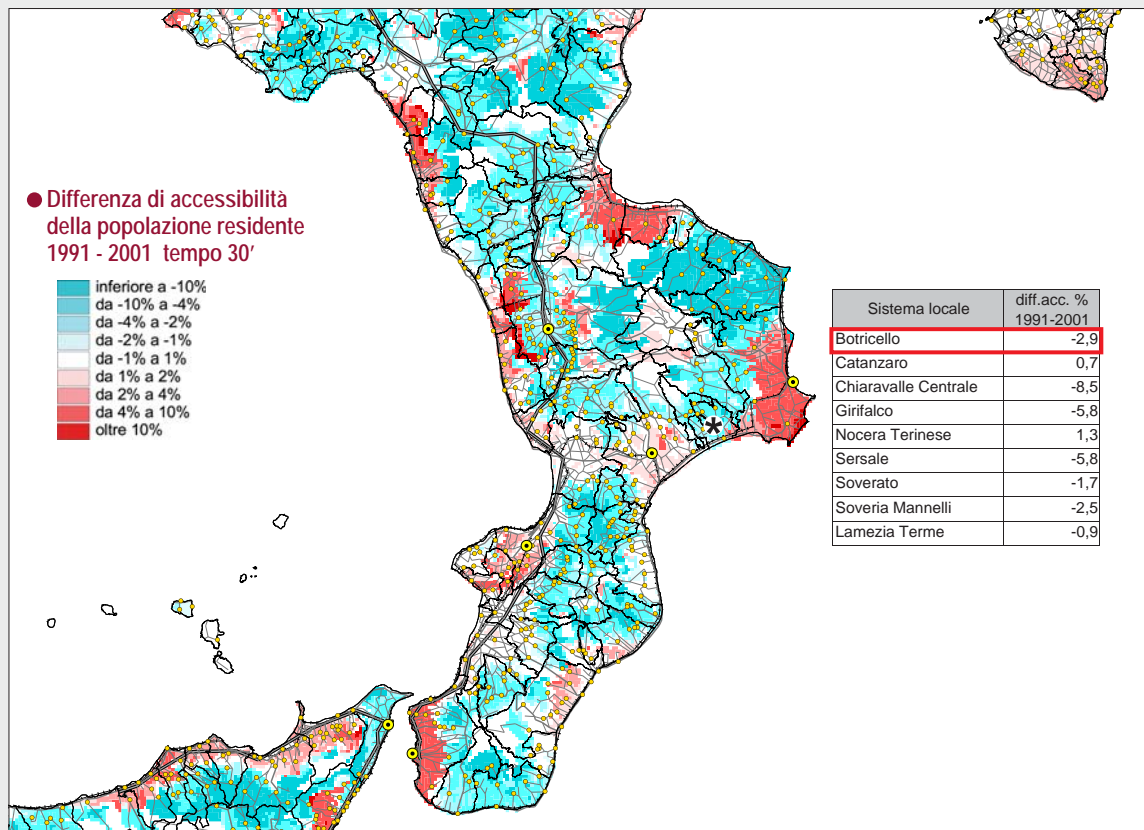 ● Differenza di accessibilità
della popolazione residente
1991 - 2001 tempo 30'
inferiore a -10%
da -10% a -4%
da -4% a -2%
da -2% a -1%
da -1% a 1%
da 1% a 2%
da 2% a 4%
da 4% a 10%
oltre 10%
*
Sistema locale diff.acc. %
1991-2001
Botricello -2,9
Catanzaro 0,7
Chiaravalle Centrale -8,5
Girifalco -5,8
Nocera Terinese 1,3
Sersale -5,8
Soverato -1,7
Soveria Mannelli -2,5
Lamezia Terme -0,9